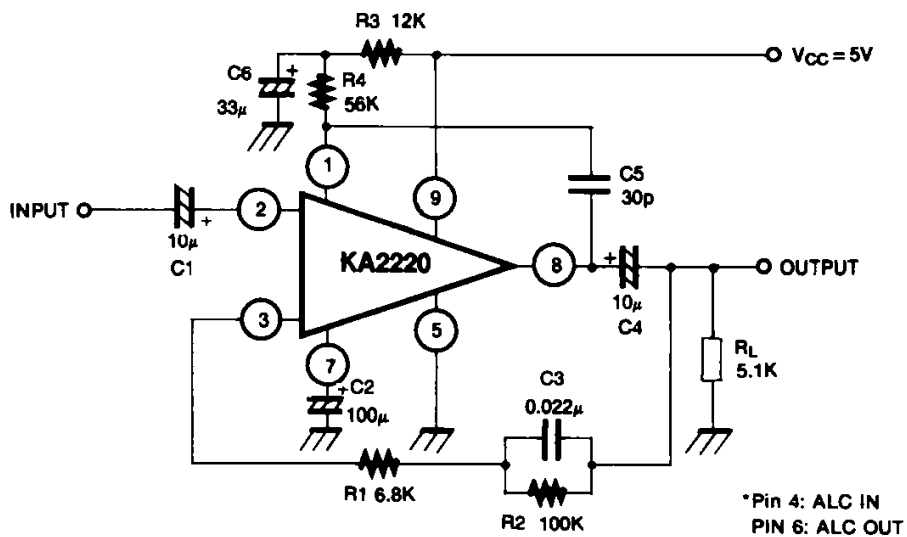 R3 12K
VCC = 5V
C6
33μ
R4
56K
1
C5
30p
INPUT
2
9
10μ
C1
KA2220
8
OUTPUT
10μ
C4
3
5
7
C2
100μ
RL
5.1K
C3
0.022μ
R1 6.8K
R2 100K
*Pin 4: ALC IN
PIN 6: ALC OUT
+
+
+
+